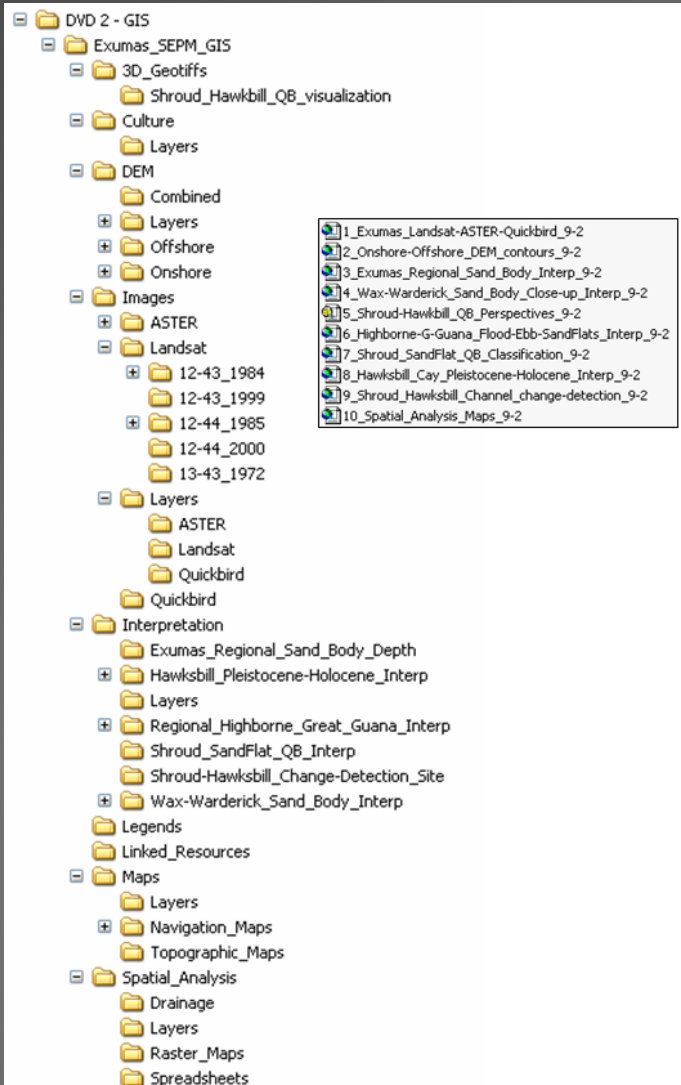 DVD 2 - GIS
Exumas_SEPM_GIS
3D_Geotiffs
Shroud_Hawkbill_QB_visualization
Culture
Layers
DEM
Combined
Layers
Offshore
Onshore
Images
ASTER
Landsat
12-43_1984
12-43_1999
12-44_1985
12-44_2000
13-43_1972
Layers
ASTER
Landsat
Quickbird
Quickbird
Interpretation
Exumas_Regional_Sand_Body_Depth
Hawksbill_Pleistocene-Holocene_Interp
Layers
Regional_Highborne_Great_Guana_Interp
Shroud_SandFlat_QB_Interp
Shroud-Hawksbill_Change-Detection_Site
Wax-Warderick_Sand_Body_Interp
Legends
Linked_Resources
Maps
Layers
Navigation_Maps
Topographic_Maps
Spatial_Analysis
Drainage
Layers
Raster_Maps
Spreadsheets
1_Exumas_Landsat-ASTER-Quickbird_9-2
2_Onshore-Offshore_DEM_contours_9-2
3_Exumas_Regional_Sand_Body_Interp_9-2
4_Wax-Warderick_Sand_Body_Close-up_Interp_9-2
5_Shroud-Hawkbill_QB_Perspectives_9-2
6_Highborne-G-Guana_Flood-Ebb-SandFlats_Interp_9-2
7_Shroud_SandFlat_QB_Classification_9-2
8_Hawksbill_Cay_Pleistocene-Holocene_Interp_9-2
9_Shroud_Hawksbill_Channel_change-detection_9-2
10_Spatial_Analysis_Maps_9-2